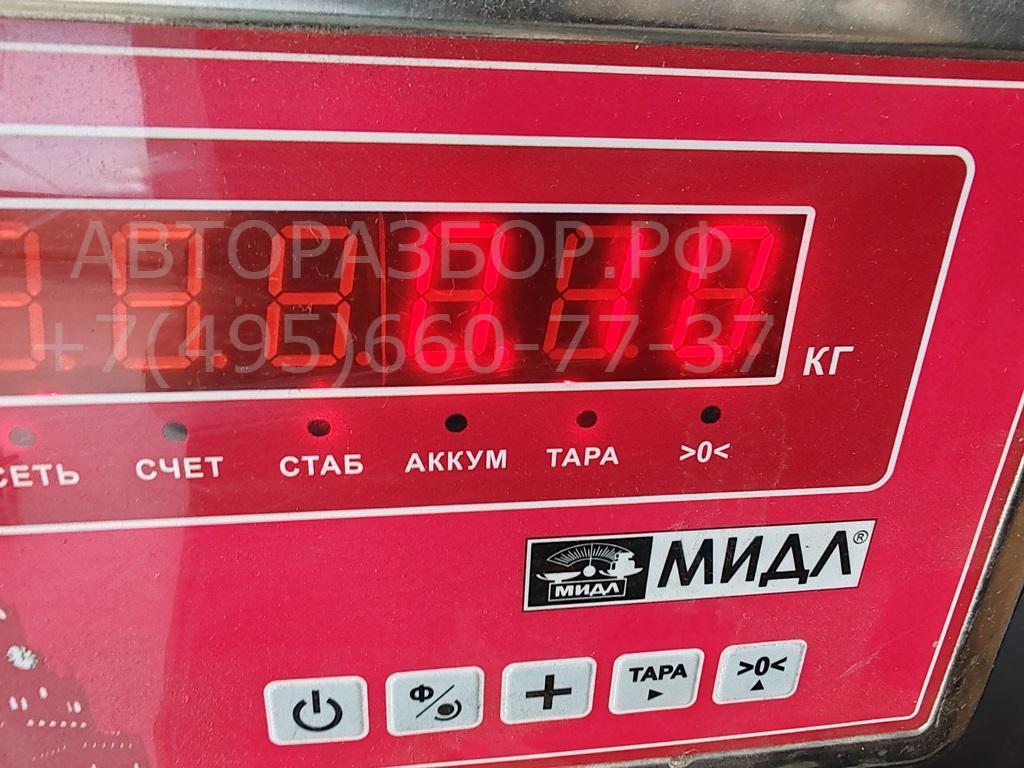 АВТОРАЗБОР.РФ
+7(495)660-77-37
КГ
СЕТЬ СЧЕТ СТАБ АККУМ ТАРА >0<
МИДЛ МИДЛ®
Ф ТАРА >0<